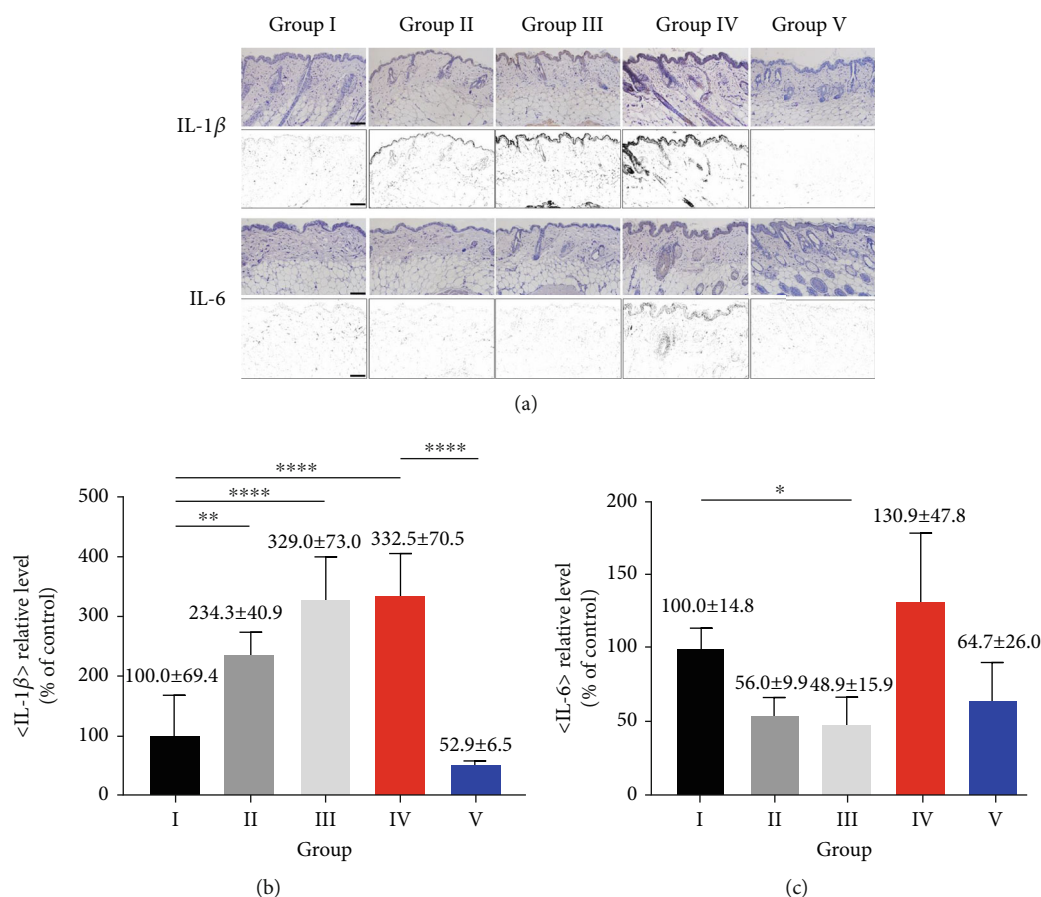 Group I Group II Group III Group IV Group V
IL-1β
IL-6
(a)
****
****
****
**
500
400
300
200
100
0
100.0±69.4
234.3±40.9
329.0±73.0
332.5±70.5
52.9±6.5
<IL-1β> relative level
(% of control)
I II III IV V
Group
(b)
*
200
150
100
50
0
100.0±14.8
56.0±9.9
48.9±15.9
130.9±47.8
64.7±26.0
<IL-6> relative level
(% of control)
I II III IV V
Group
(c)